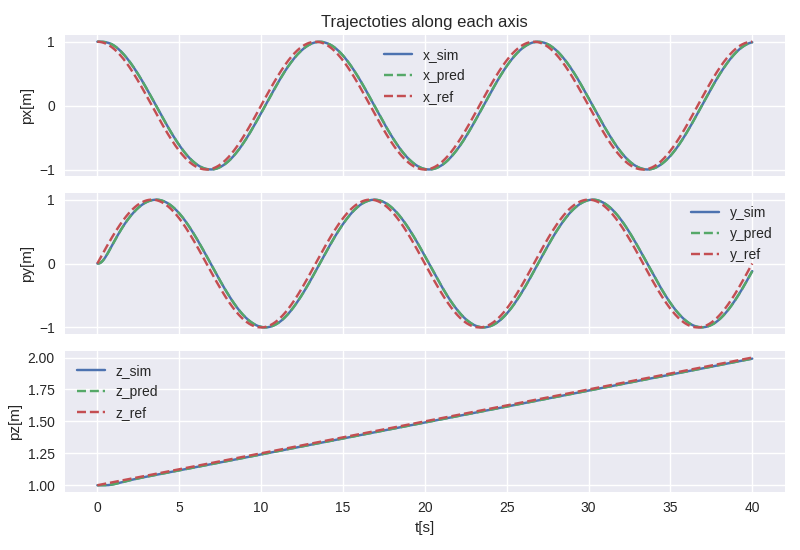 Trajectoties along each axis
1
0
−1
px[m]
x_sim
x_pred
x_ref
1
0
−1
py[m]
y_sim
y_pred
y_ref
2.00
1.75
1.50
1.25
1.00
pz[m]
z_sim
z_pred
z_ref
0 5 10 15 20 25 30 35 40
t[s]